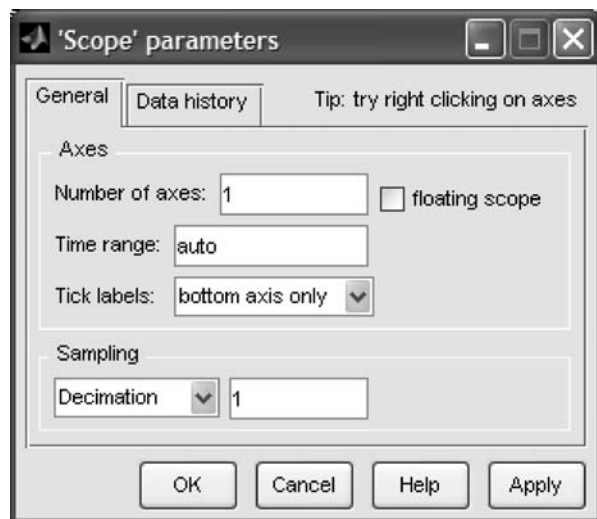 'Scope' parameters
General Data history Tip: try right clicking on axes
Axes
Number of axes: 1 floating scope
Time range: auto
Tick labels: bottom axis only
Sampling
Decimation 1
OK Cancel Help Apply